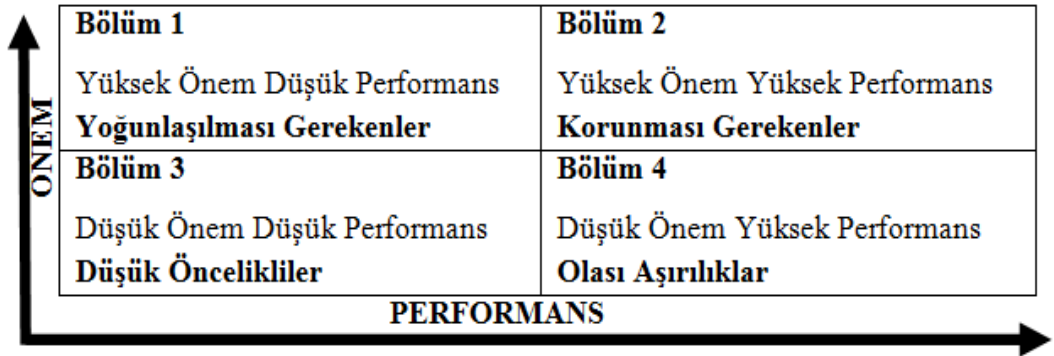 Bölüm 1
Yüksek Önem Düşük Performans
Yoğunlaşılması Gerekenler
Bölüm 2
Yüksek Önem Yüksek Performans
Korunması Gerekenler
ÖNEM
Bölüm 3
Düşük Önem Düşük Performans
Düşük Öncelikliler
Bölüm 4
Düşük Önem Yüksek Performans
Olası Aşırılıklar
PERFORMANS